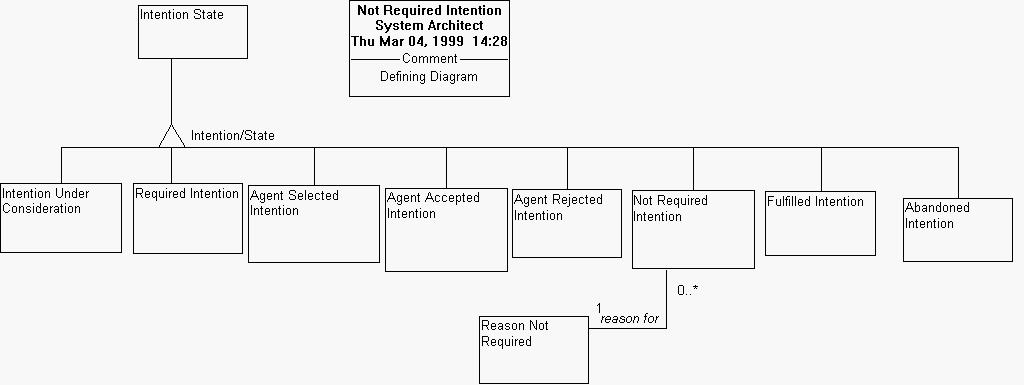 Intention State
Not Required Intention
System Architect
Thu Mar 04, 1999 14:28
Comment
Defining Diagram
Intention/State
Intention Under
Consideration
Required Intention
Agent Selected
Intention
Agent Accepted
Intention
Agent Rejected
Intention
Not Required
Intention
Fulfilled Intention
Abandoned
Intention
0..*
1
reason for
Reason Not
Required